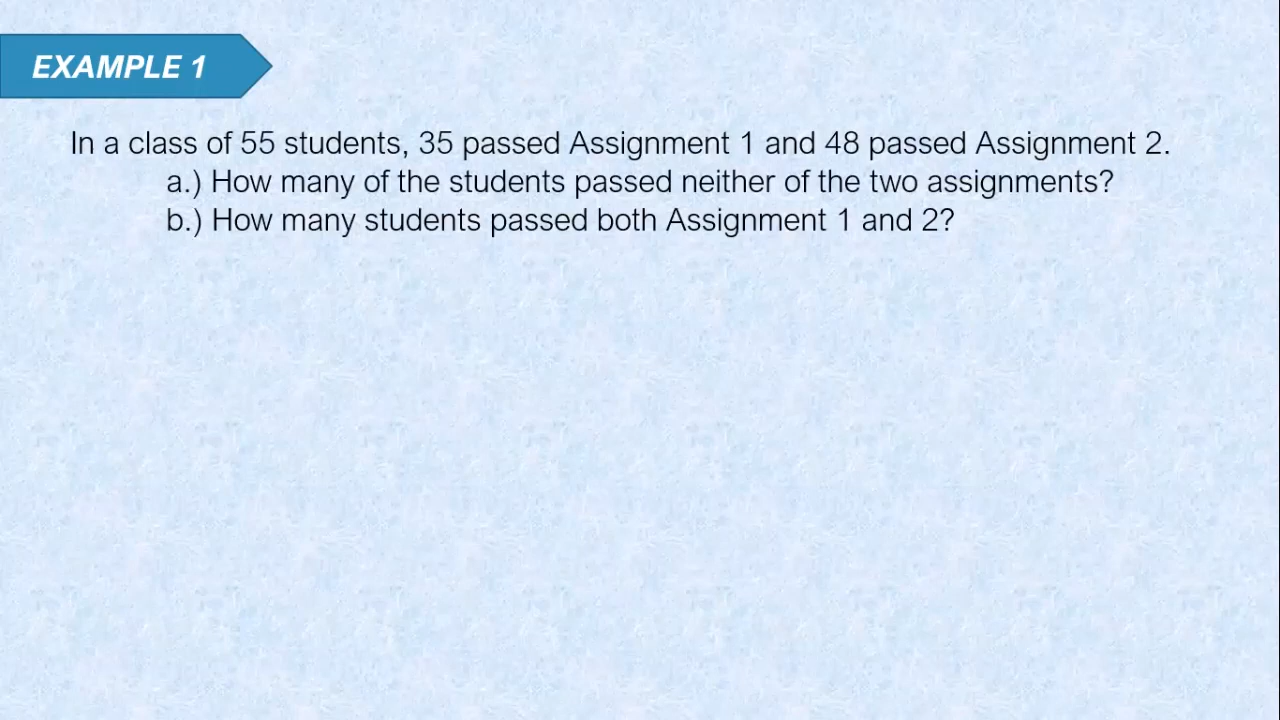 EXAMPLE 1
In a class of 55 students, 35 passed Assignment 1 and 48 passed Assignment 2.
a.) How many of the students passed neither of the two assignments?
b.) How many students passed both Assignment 1 and 2?